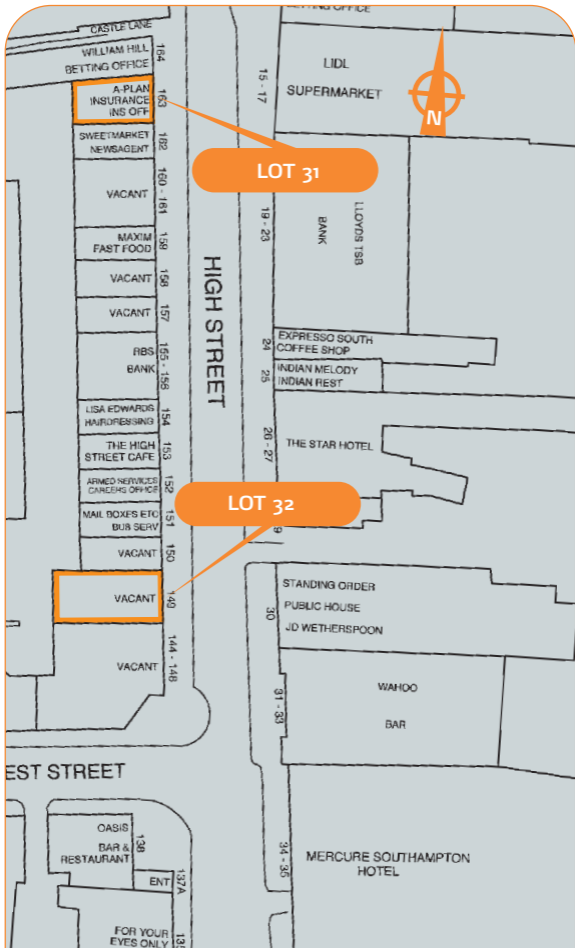 CASTLE LANE
164
WILLIAM HILL
BETTING OFFICE
163
A-PLAN
INSURANCE
INS OFF
162
SWEETMARKET
NEWSAGENT
160 - 161
VACANT
159
MAXIM
FAST FOOD
158
VACANT
157
VACANT
155 - 156
RBS
BANK
154
LISA EDWARDS
HAIRDRESSING
153
THE HIGH
STREET CAFE
152
ARMED SERVICES
CAREERS OFFICE
151
MAIL BOXES ETC
BUS SERV
150
VACANT
149
VACANT
144 - 148
VACANT
EST STREET
138
OASIS
BAR &
RESTAURANT
137A
ENT
FOR YOUR
EYES ONLY
HIGH STREET
LOT 31
LOT 32
BETTING OFFICE
15 - 17
LIDL
SUPERMARKET
N
19 - 23
LLOYDS TSB
BANK
24
EXPRESSO SOUTH
COFFEE SHOP
25
INDIAN MELODY
INDIAN REST
26 - 27
THE STAR HOTEL
30
STANDING ORDER
PUBLIC HOUSE
JD WETHERSPOON
31 - 33
WAHOO
BAR
34 - 35
MERCURE SOUTHAMPTON
HOTEL